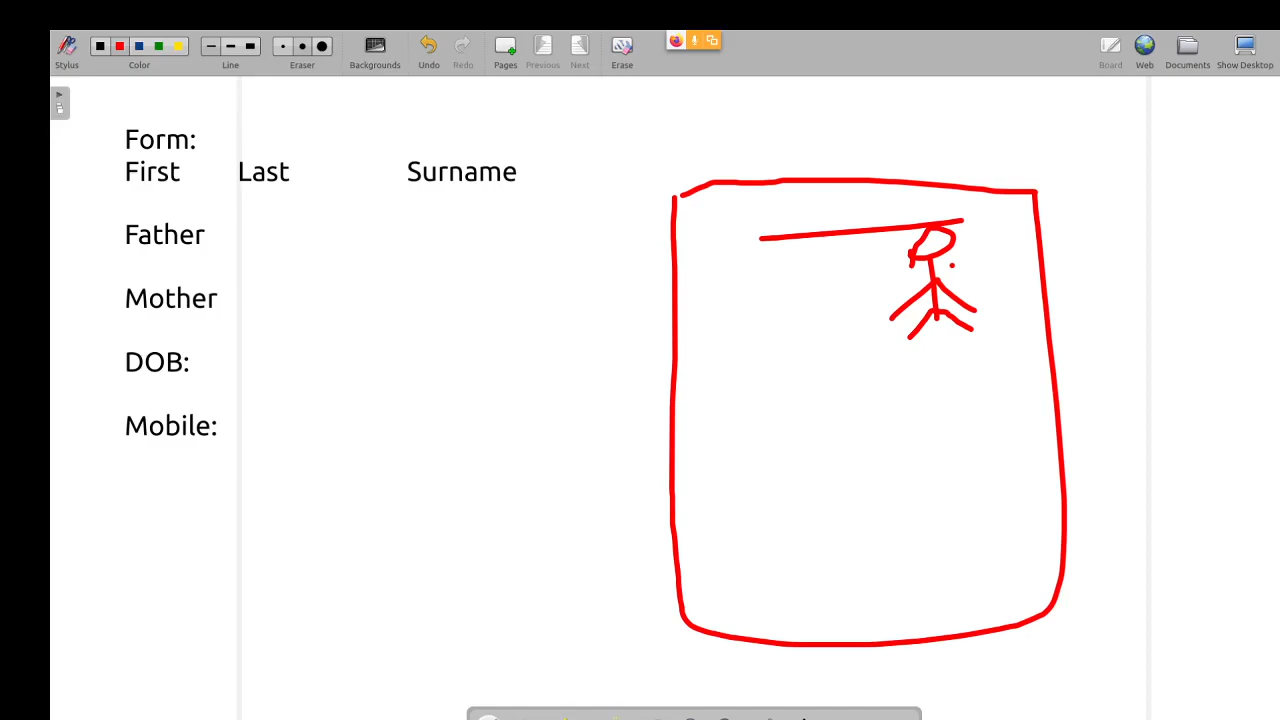 Stylus Color Line Eraser Backgrounds Undo Redo Pages Previous Next Erase Board Web Documents Show Desktop
Form:
First Last Surname
Father
Mother
DOB:
Mobile: